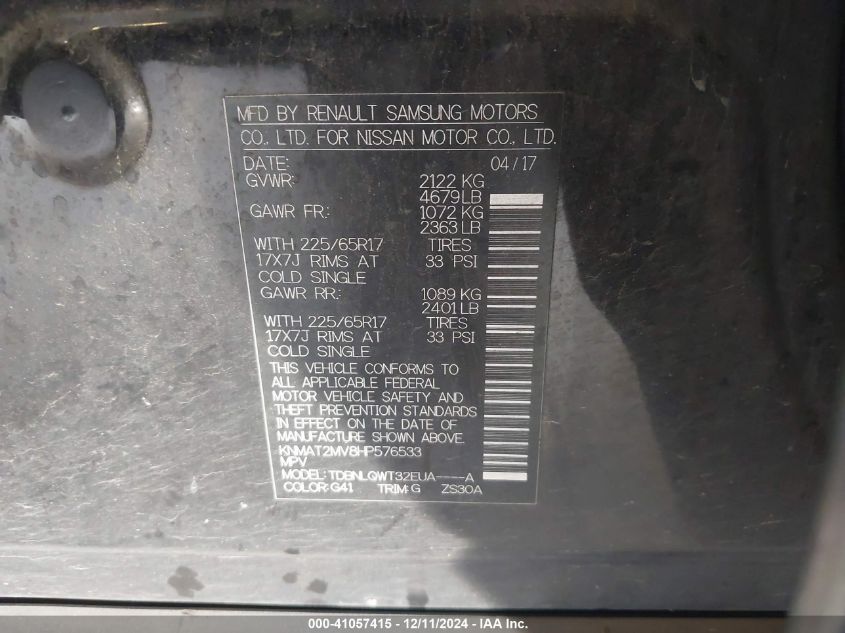 MFD BY RENAULT SAMSUNG MOTORS
CO., LTD. FOR NISSAN MOTOR CO., LTD.
DATE: 04/17
GVWR: 2122 KG
4679 LB
GAWR FR: 1072 KG
2363 LB
WITH 225/65R17 TIRES
17X7J RIMS AT 33 PSI
COLD SINGLE
GAWR RR: 1089 KG
2401 LB
WITH 225/65R17 TIRES
17X7J RIMS AT 33 PSI
COLD SINGLE
THIS VEHICLE CONFORMS TO
ALL APPLICABLE FEDERAL
MOTOR VEHICLE SAFETY AND
THEFT PREVENTION STANDARDS
IN EFFECT ON THE DATE OF
MANUFACTURE SHOWN ABOVE.
KNMAT2MV8HP576533
MPV
MODEL: TDBNLQWT32EUA----A
COLOR: G41 TRIM: G ZS30A
000-41057415 - 12/11/2024 - IAA Inc.